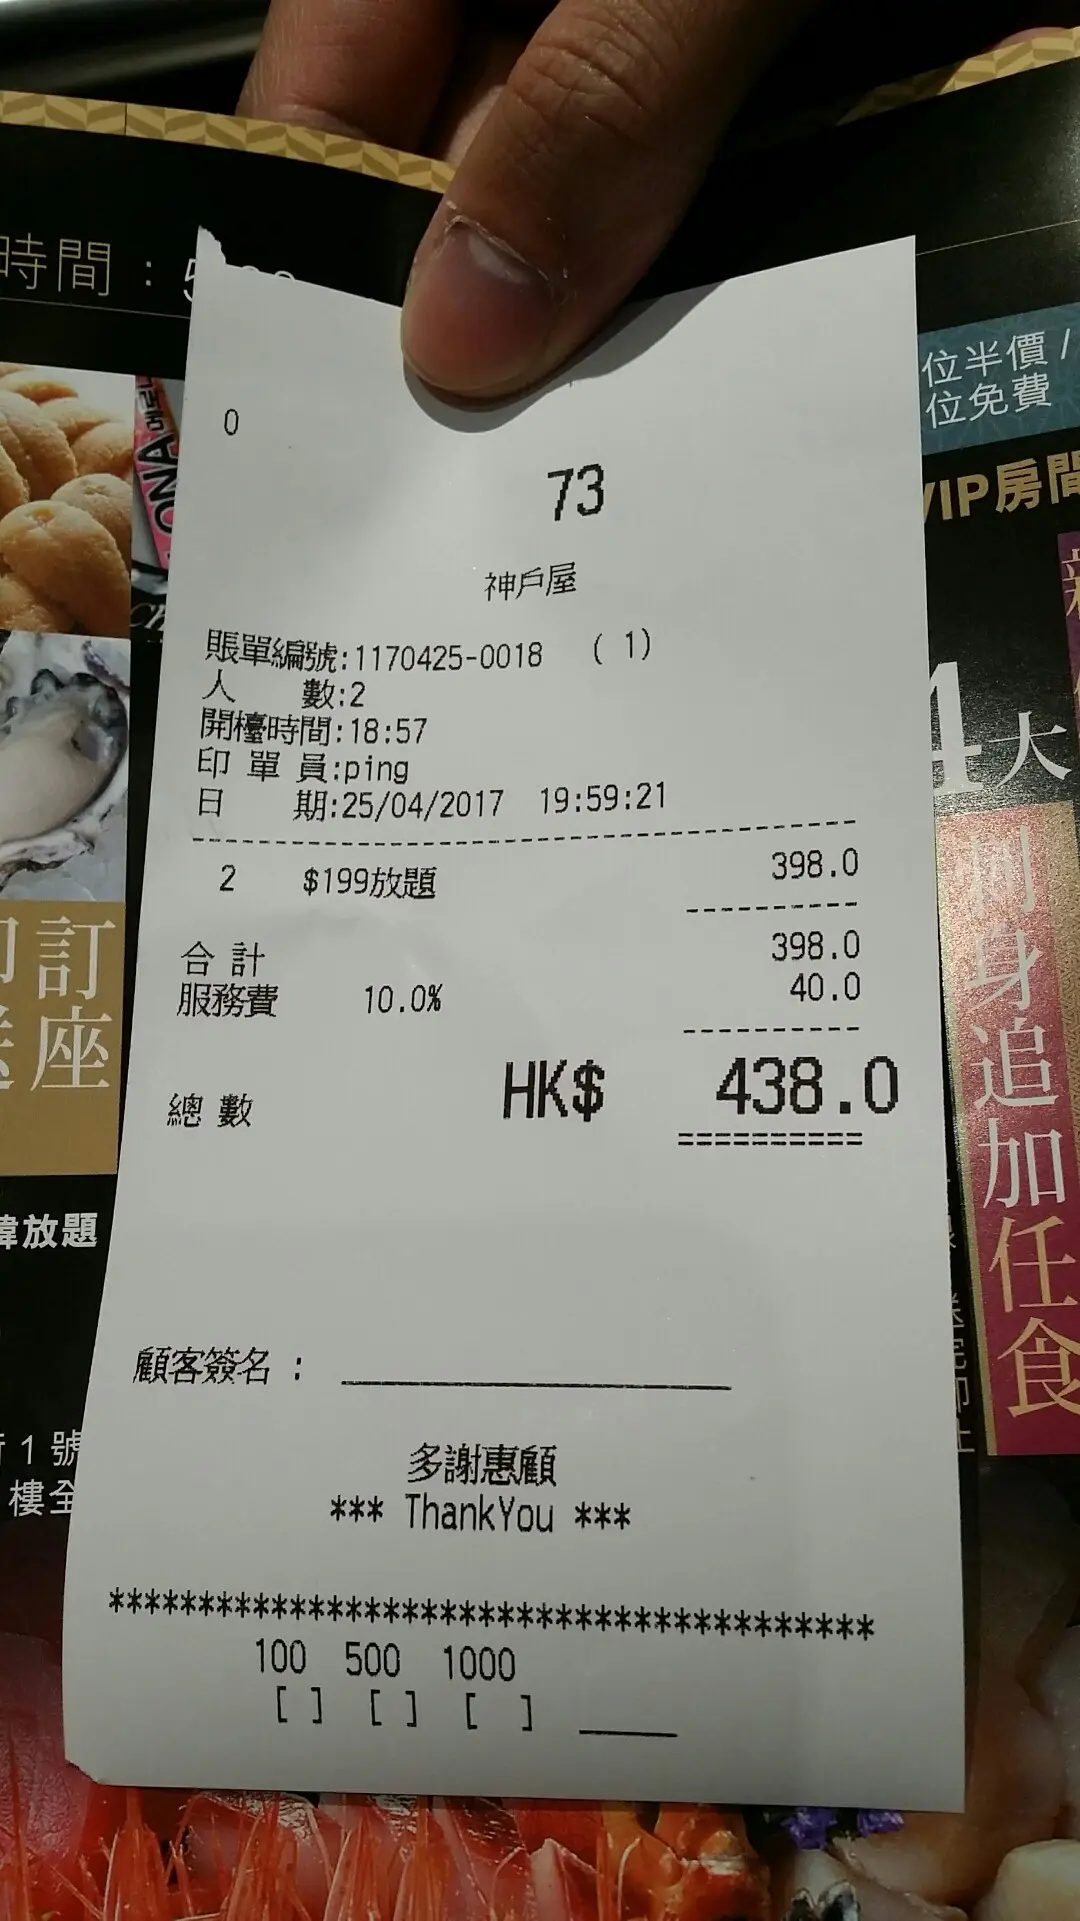 時間：
0
73
神戶屋
賬單編號:1170425-0018 ( 1)
人 數:2
開檯時間:18:57
印 單 員:ping
日 期:25/04/2017 19:59:21
2 $199放題 398.0
合 計 398.0
服務費 10.0% 40.0
總 數 HK$ 438.0
==========
顧客簽名 :
多謝惠顧
*** ThankYou ***
******************************************
100 500 1000
[ ] [ ] [ ]
訂座
放題
1 號
樓全
位半價 /
位免費
VIP房間
4大
刺身追加任食